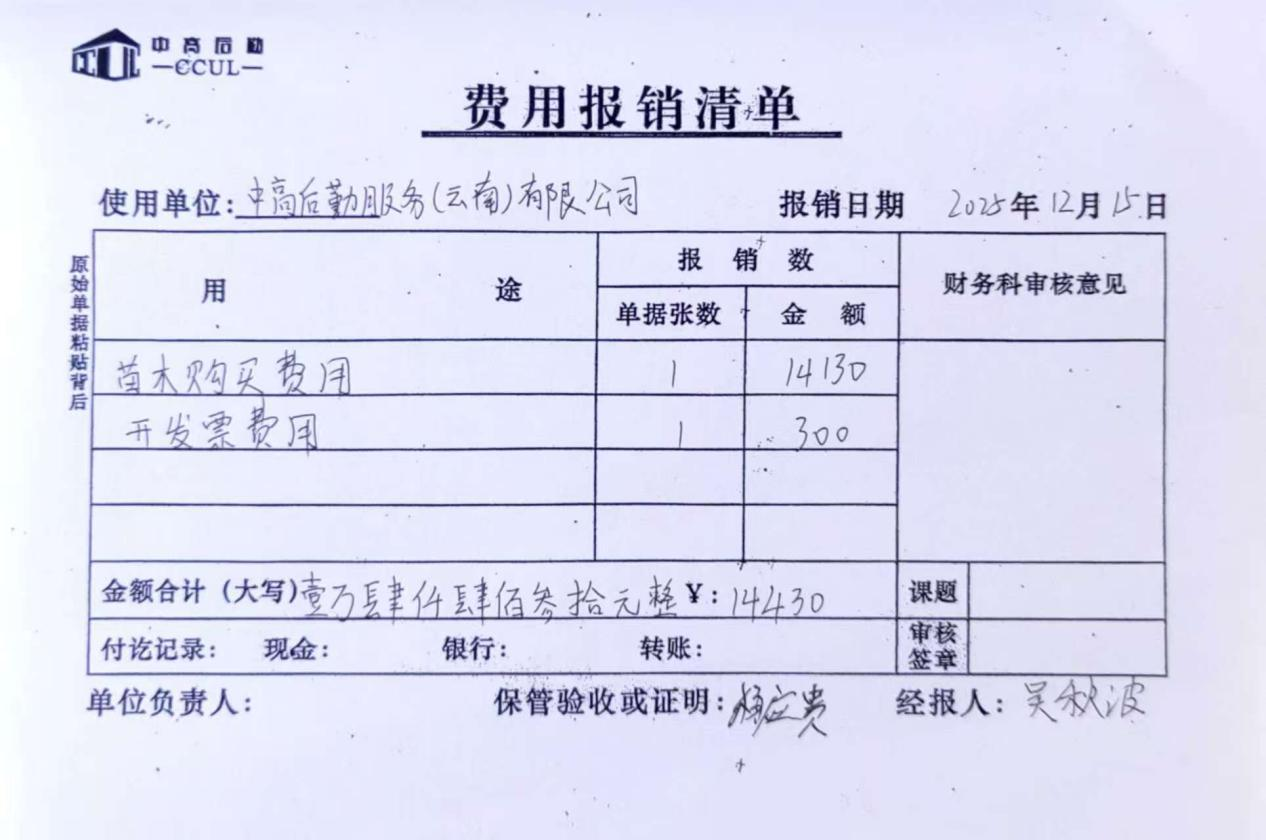 中高后勤
CCUL
费用报销清单
使用单位:中高后勤服务(云南)有限公司 报销日期 2025年12月15日
原始单据粘贴背后
用 途 报 销 数 财务科审核意见
单据张数 金 额
苗木购买费用 1 14130
开发票费用 1 300
金额合计(大写)壹万肆仟肆佰叁拾元整 ¥:14430 课题
付讫记录: 现金: 银行: 转账: 审核签章
单位负责人: 保管验收或证明:杨应贵 经报人:吴秋波